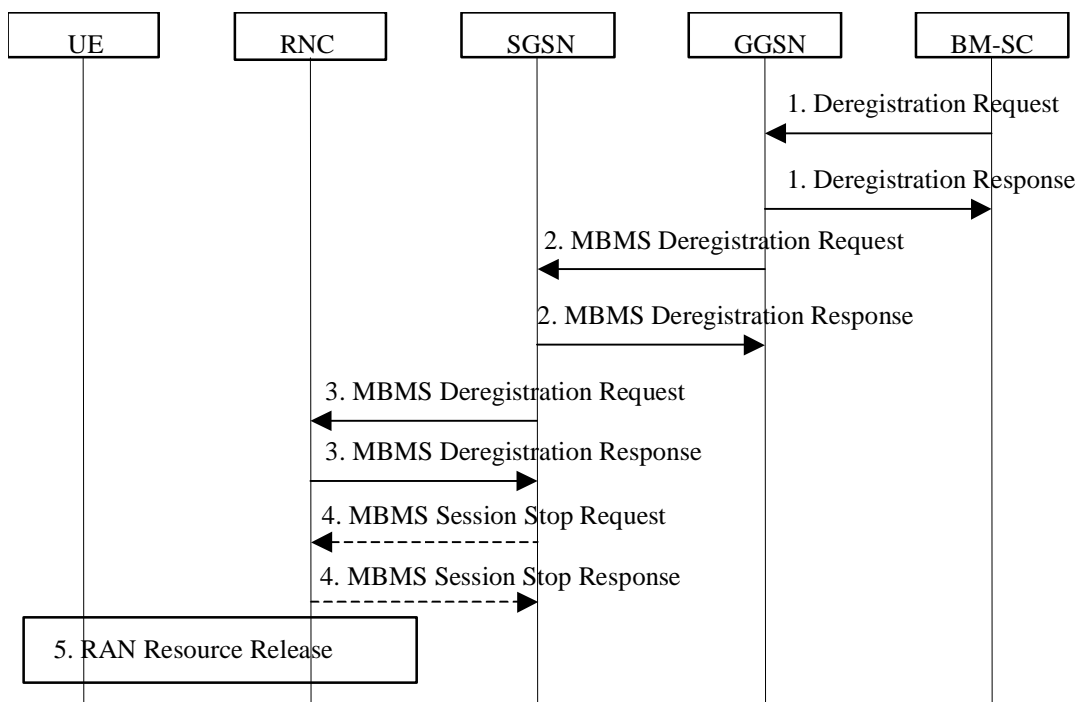 UE
RNC
SGSN
GGSN
BM-SC
1. Deregistration Request
1. Deregistration Response
2. MBMS Deregistration Request
2. MBMS Deregistration Response
3. MBMS Deregistration Request
3. MBMS Deregistration Response
4. MBMS Session Stop Request
4. MBMS Session Stop Response
5. RAN Resource Release